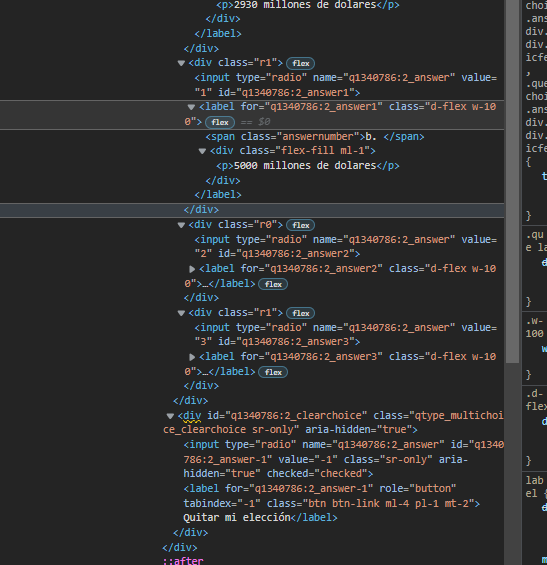 <p>2930 millones de dolares</p>
</div>
</label>
</div>
<div class="r1"> flex
<input type="radio" name="q1340786:2_answer" value=
"1" id="q1340786:2_answer1">
<label for="q1340786:2_answer1" class="d-flex w-10
0"> flex == $0
<span class="answernumber">b. </span>
<div class="flex-fill ml-1">
<p>5000 millones de dolares</p>
</div>
</label>
</div>
<div class="r0"> flex
<input type="radio" name="q1340786:2_answer" value=
"2" id="q1340786:2_answer2">
<label for="q1340786:2_answer2" class="d-flex w-10
0">…</label> flex
</div>
<div class="r1"> flex
<input type="radio" name="q1340786:2_answer" value=
"3" id="q1340786:2_answer3">
<label for="q1340786:2_answer3" class="d-flex w-10
0">…</label> flex
</div>
</div>
<div id="q1340786:2_clearchoice" class="qtype_multicho
ice_clearchoice sr-only" aria-hidden="true">
<input type="radio" name="q1340786:2_answer" id="q1340
786:2_answer-1" value="-1" class="sr-only" aria-
hidden="true" checked="checked">
<label for="q1340786:2_answer-1" role="button"
tabindex="-1" class="btn btn-link ml-4 pl-1 mt-2">
Quitar mi elección</label>
</div>
</div>
::after
choi
.ans
div.
div.
icfe
,
.que
choi
.ans
div.
div.
icfe
{
t
}
.qu
e la
d
}
.w-
100
w
}
.d-
flex
d
}
lab
el {
d
m